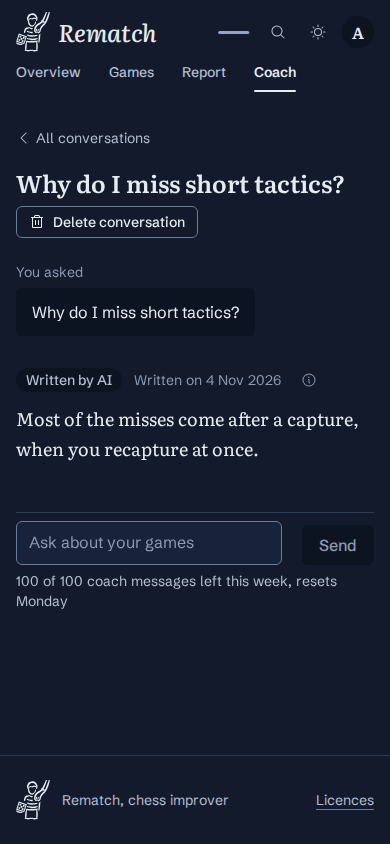 Rematch
A
Overview
Games
Report
Coach
All conversations
Why do I miss short tactics?
Delete conversation
You asked
Why do I miss short tactics?
Written by AI
Written on 4 Nov 2026
Most of the misses come after a capture,
when you recapture at once.
Ask about your games
Send
100 of 100 coach messages left this week, resets
Monday
Rematch, chess improver
Licences